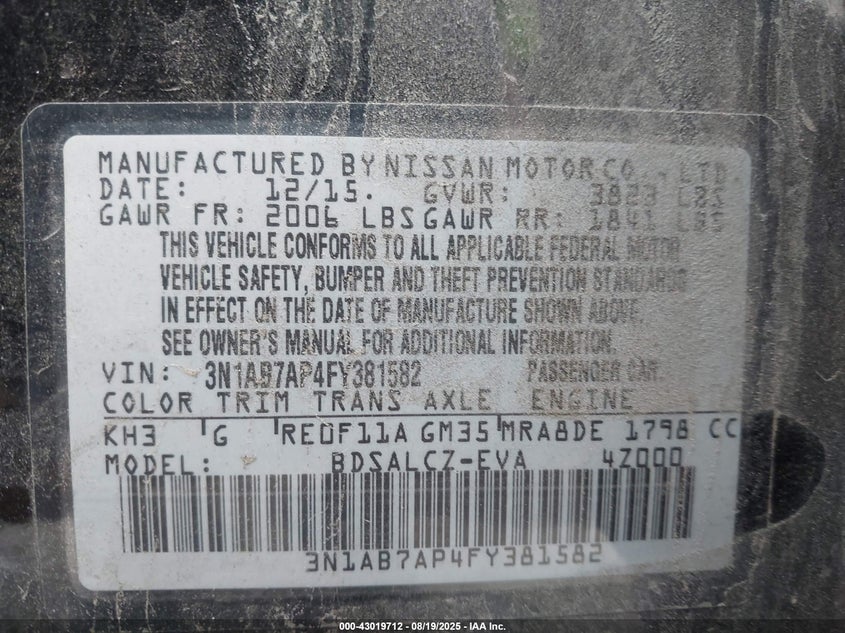 MANUFACTURED BY NISSAN MOTOR CO., LTD
DATE: 12/15. GVWR: 3823 LBS
GAWR FR: 2006 LBS GAWR RR: 1841 LBS
THIS VEHICLE CONFORMS TO ALL APPLICABLE FEDERAL MOTOR
VEHICLE SAFETY, BUMPER AND THEFT PREVENTION STANDARDS
IN EFFECT ON THE DATE OF MANUFACTURE SHOWN ABOVE.
SEE OWNER'S MANUAL FOR ADDITIONAL INFORMATION.
VIN: 3N1AB7AP4FY381582 PASSENGER CAR
COLOR TRIM TRANS AXLE ENGINE
KH3 G RE0F11A GM35 MRA8DE 1798 CC
MODEL: BDSALCZ-EVA 4Z000
3N1AB7AP4FY381582
000-43019712 | 08/19/2025 | IAA Inc.